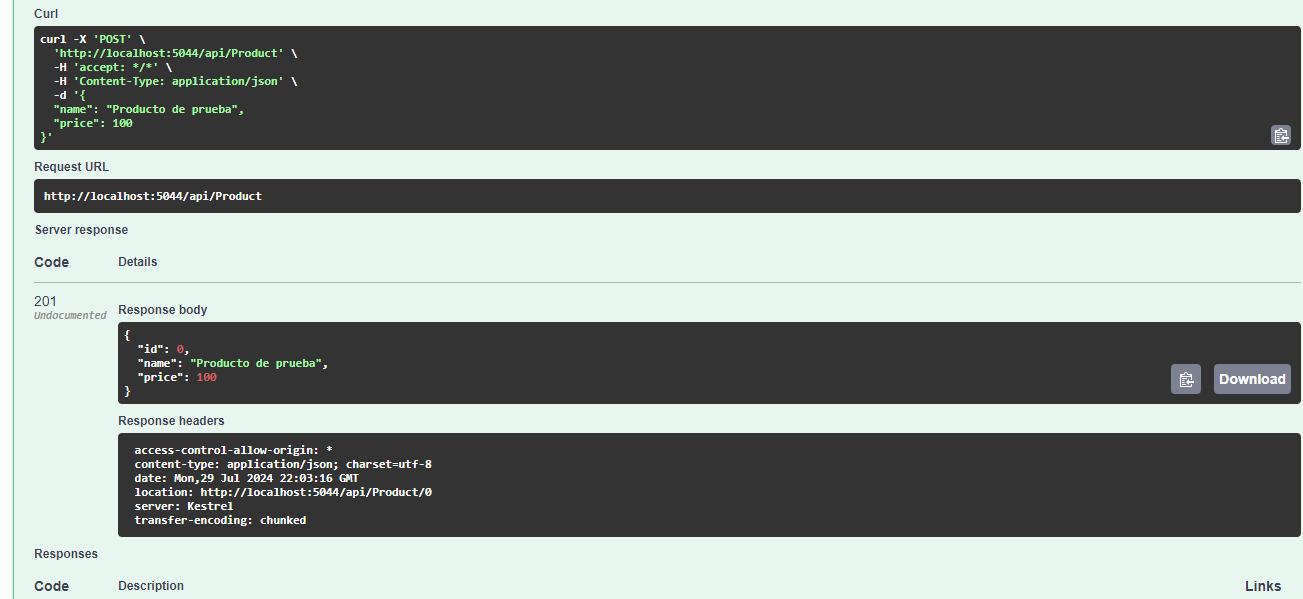 Curl
curl -X 'POST' \
  'http://localhost:5044/api/Product' \
  -H 'accept: */*' \
  -H 'Content-Type: application/json' \
  -d '{
  "name": "Producto de prueba",
  "price": 100
}'
Request URL
http://localhost:5044/api/Product
Server response
Code Details
201
Undocumented
Response body
{
  "id": 0,
  "name": "Producto de prueba",
  "price": 100
}
Download
Response headers
access-control-allow-origin: *
content-type: application/json; charset=utf-8
date: Mon,29 Jul 2024 22:03:16 GMT
location: http://localhost:5044/api/Product/0
server: Kestrel
transfer-encoding: chunked
Responses
Code Description Links